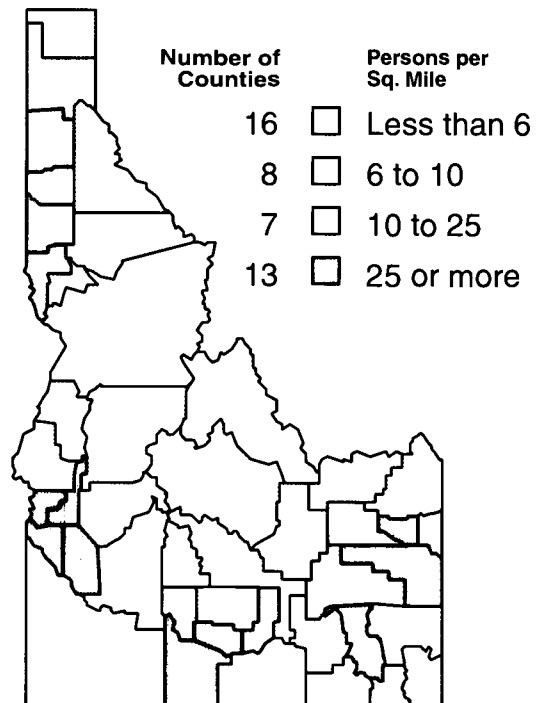 Number of Counties
Persons per Sq. Mile
16 Less than 6
8 6 to 10
7 10 to 25
13 25 or more